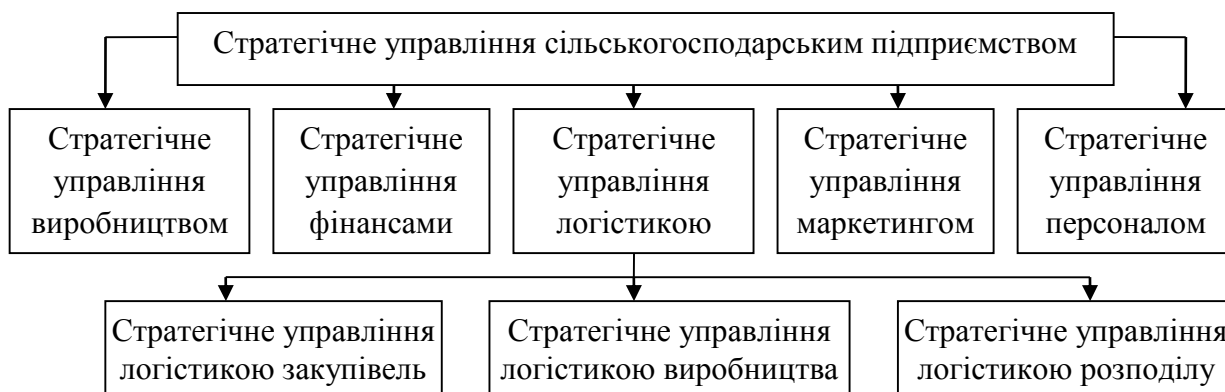 Стратегічне управління сільськогосподарським підприємством
Стратегічне
управління
виробництвом
Стратегічне
управління
фінансами
Стратегічне
управління
логістикою
Стратегічне
управління
маркетингом
Стратегічне
управління
персоналом
Стратегічне управління
логістикою закупівель
Стратегічне управління
логістикою виробництва
Стратегічне управління
логістикою розподілу